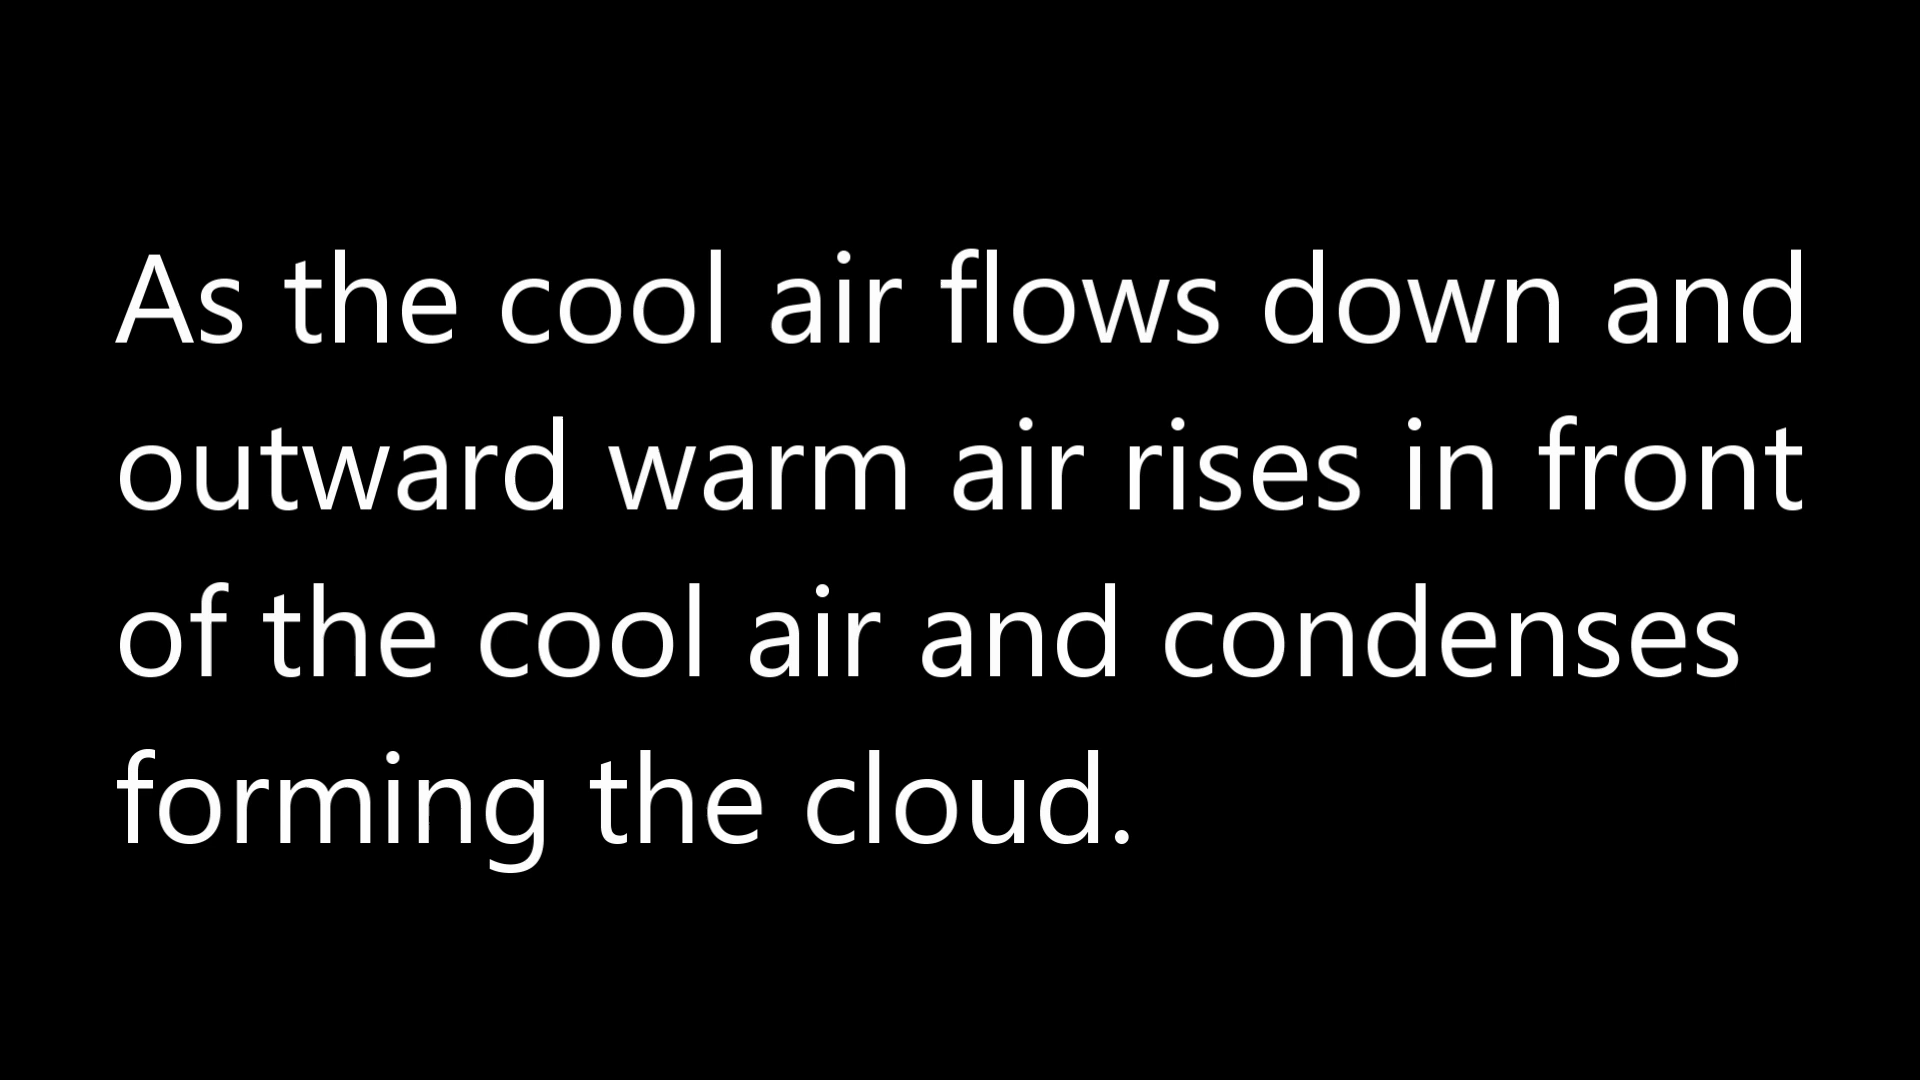 As the cool air flows down and
outward warm air rises in front
of the cool air and condenses
forming the cloud.